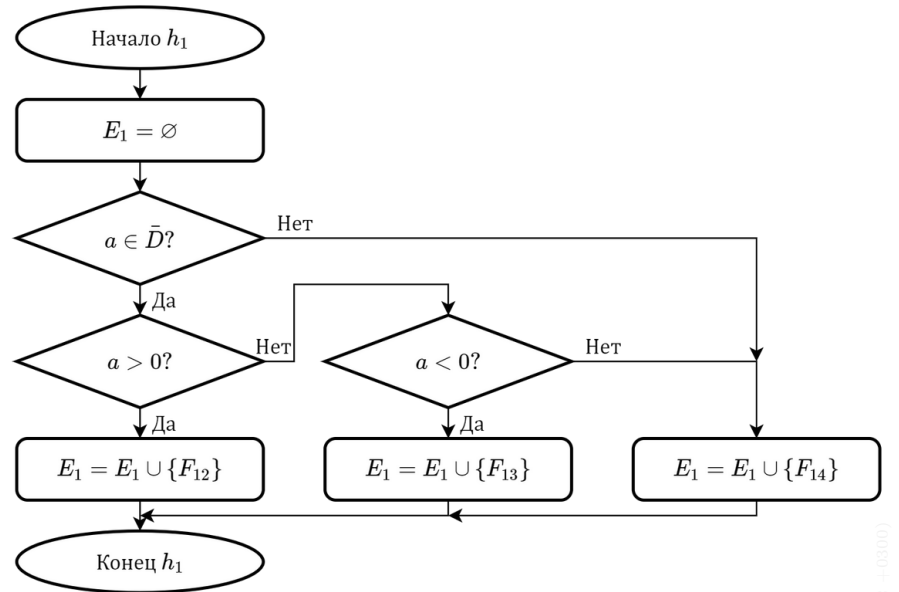 Начало h₁
E₁ = ∅
a ∈ D̄?
Нет
Да
a > 0?
Нет
a < 0?
Нет
Да
Да
E₁ = E₁ ∪ {F₁₂}
E₁ = E₁ ∪ {F₁₃}
E₁ = E₁ ∪ {F₁₄}
Конец h₁
+0300)